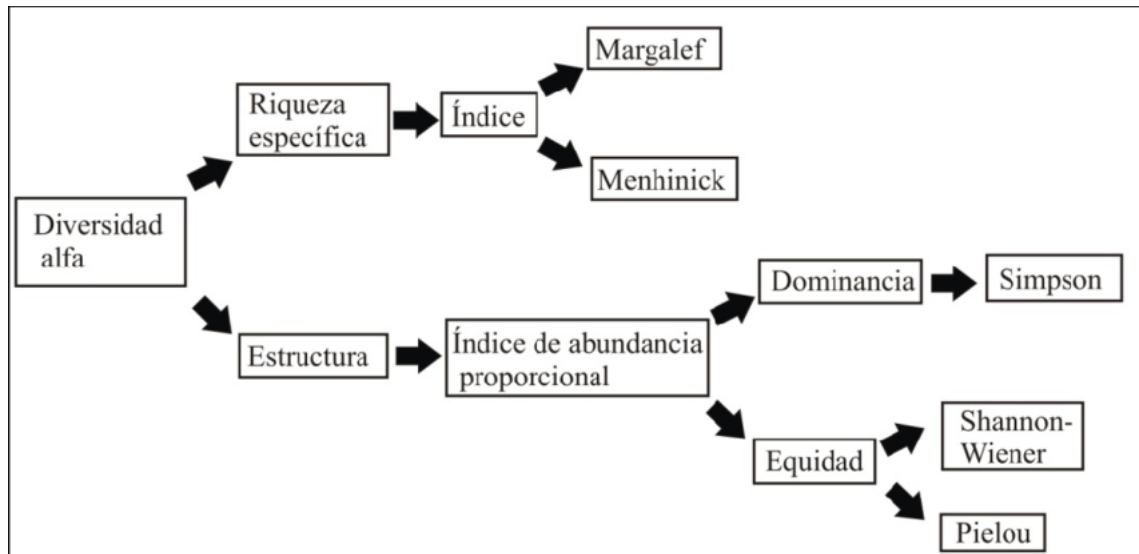 Margalef
Riqueza
específica
Índice
Menhinick
Diversidad
alfa
Dominancia
Simpson
Estructura
Índice de abundancia
proporcional
Shannon-
Wiener
Equidad
Pielou